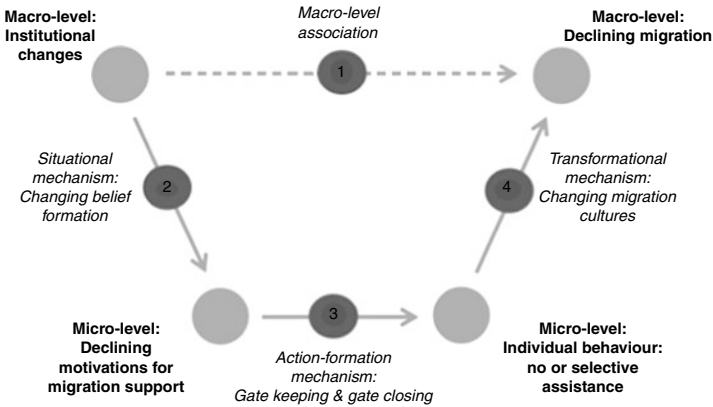 Macro-level:
Institutional
changes
Macro-level
association
Macro-level:
Declining migration
1
Situational
mechanism:
Changing belief
formation
2
4
Transformational
mechanism:
Changing migration
cultures
3
Micro-level:
Declining
motivations for
migration support
Action-formation
mechanism:
Gate keeping & gate closing
Micro-level:
Individual behaviour:
no or selective
assistance